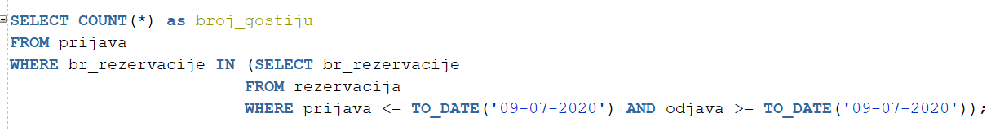 SELECT COUNT(*) as broj_gostiju
FROM prijava
WHERE br_rezervacije IN (SELECT br_rezervacije
FROM rezervacija
WHERE prijava <= TO_DATE('09-07-2020') AND odjava >= TO_DATE('09-07-2020'));